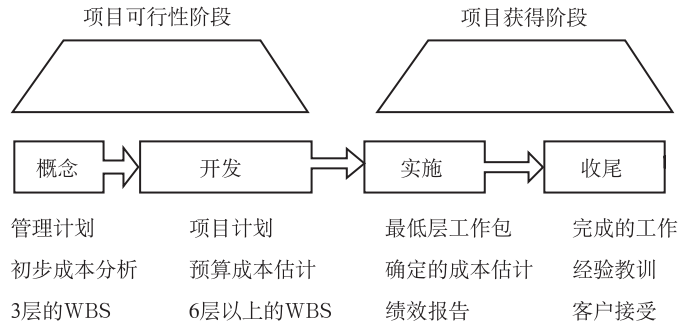 项目可行性阶段
项目获得阶段
概念
开发
实施
收尾
管理计划
项目计划
最低层工作包
完成的工作
初步成本分析
预算成本估计
确定的成本估计
经验教训
3层的WBS
6层以上的WBS
绩效报告
客户接受